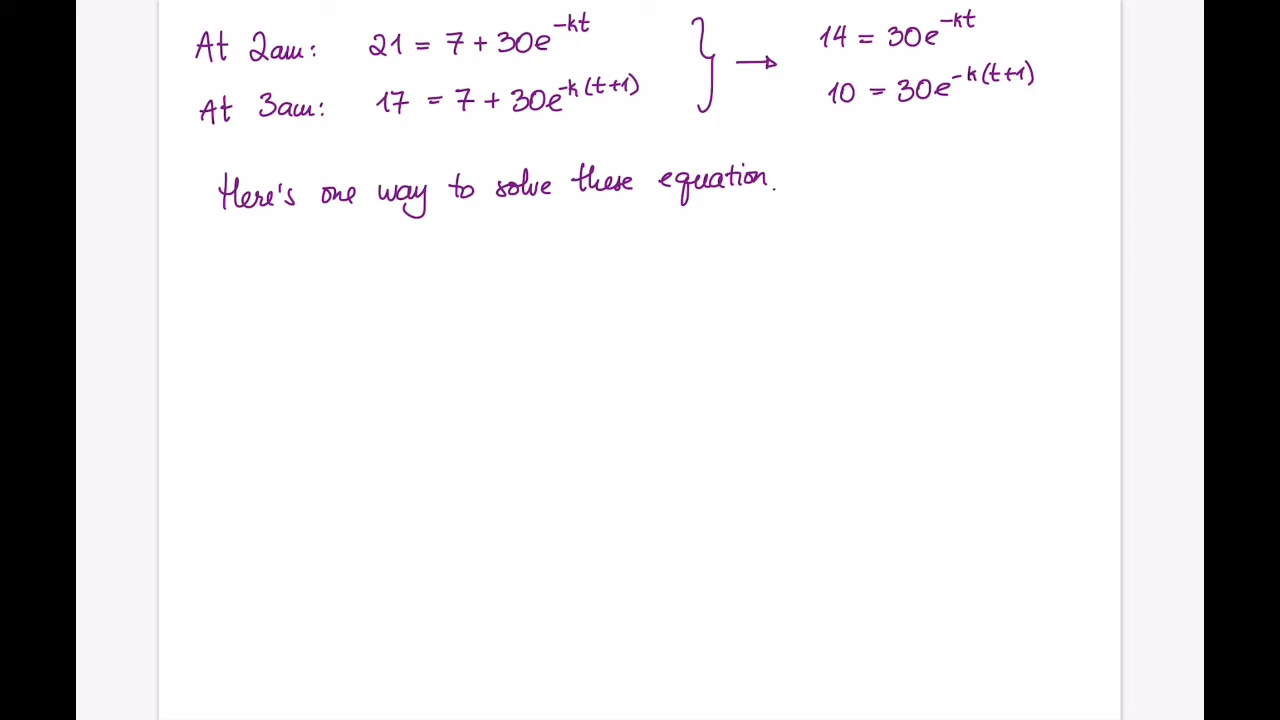 At 2am: 21 = 7 + 30e^{-kt} } → 14 = 30e^{-kt}
At 3am: 17 = 7 + 30e^{-k(t+1)} 10 = 30e^{-k(t+1)}
Here's one way to solve these equation.